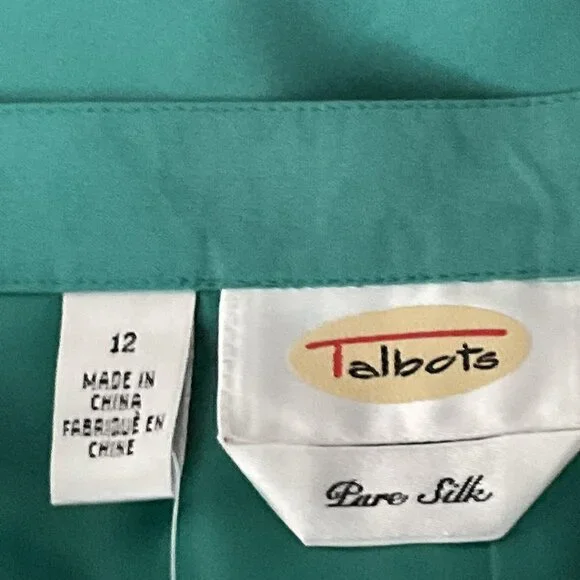 12
MADE IN
CHINA
FABRIQUÉ EN
CHINE
Talbots
Pure Silk